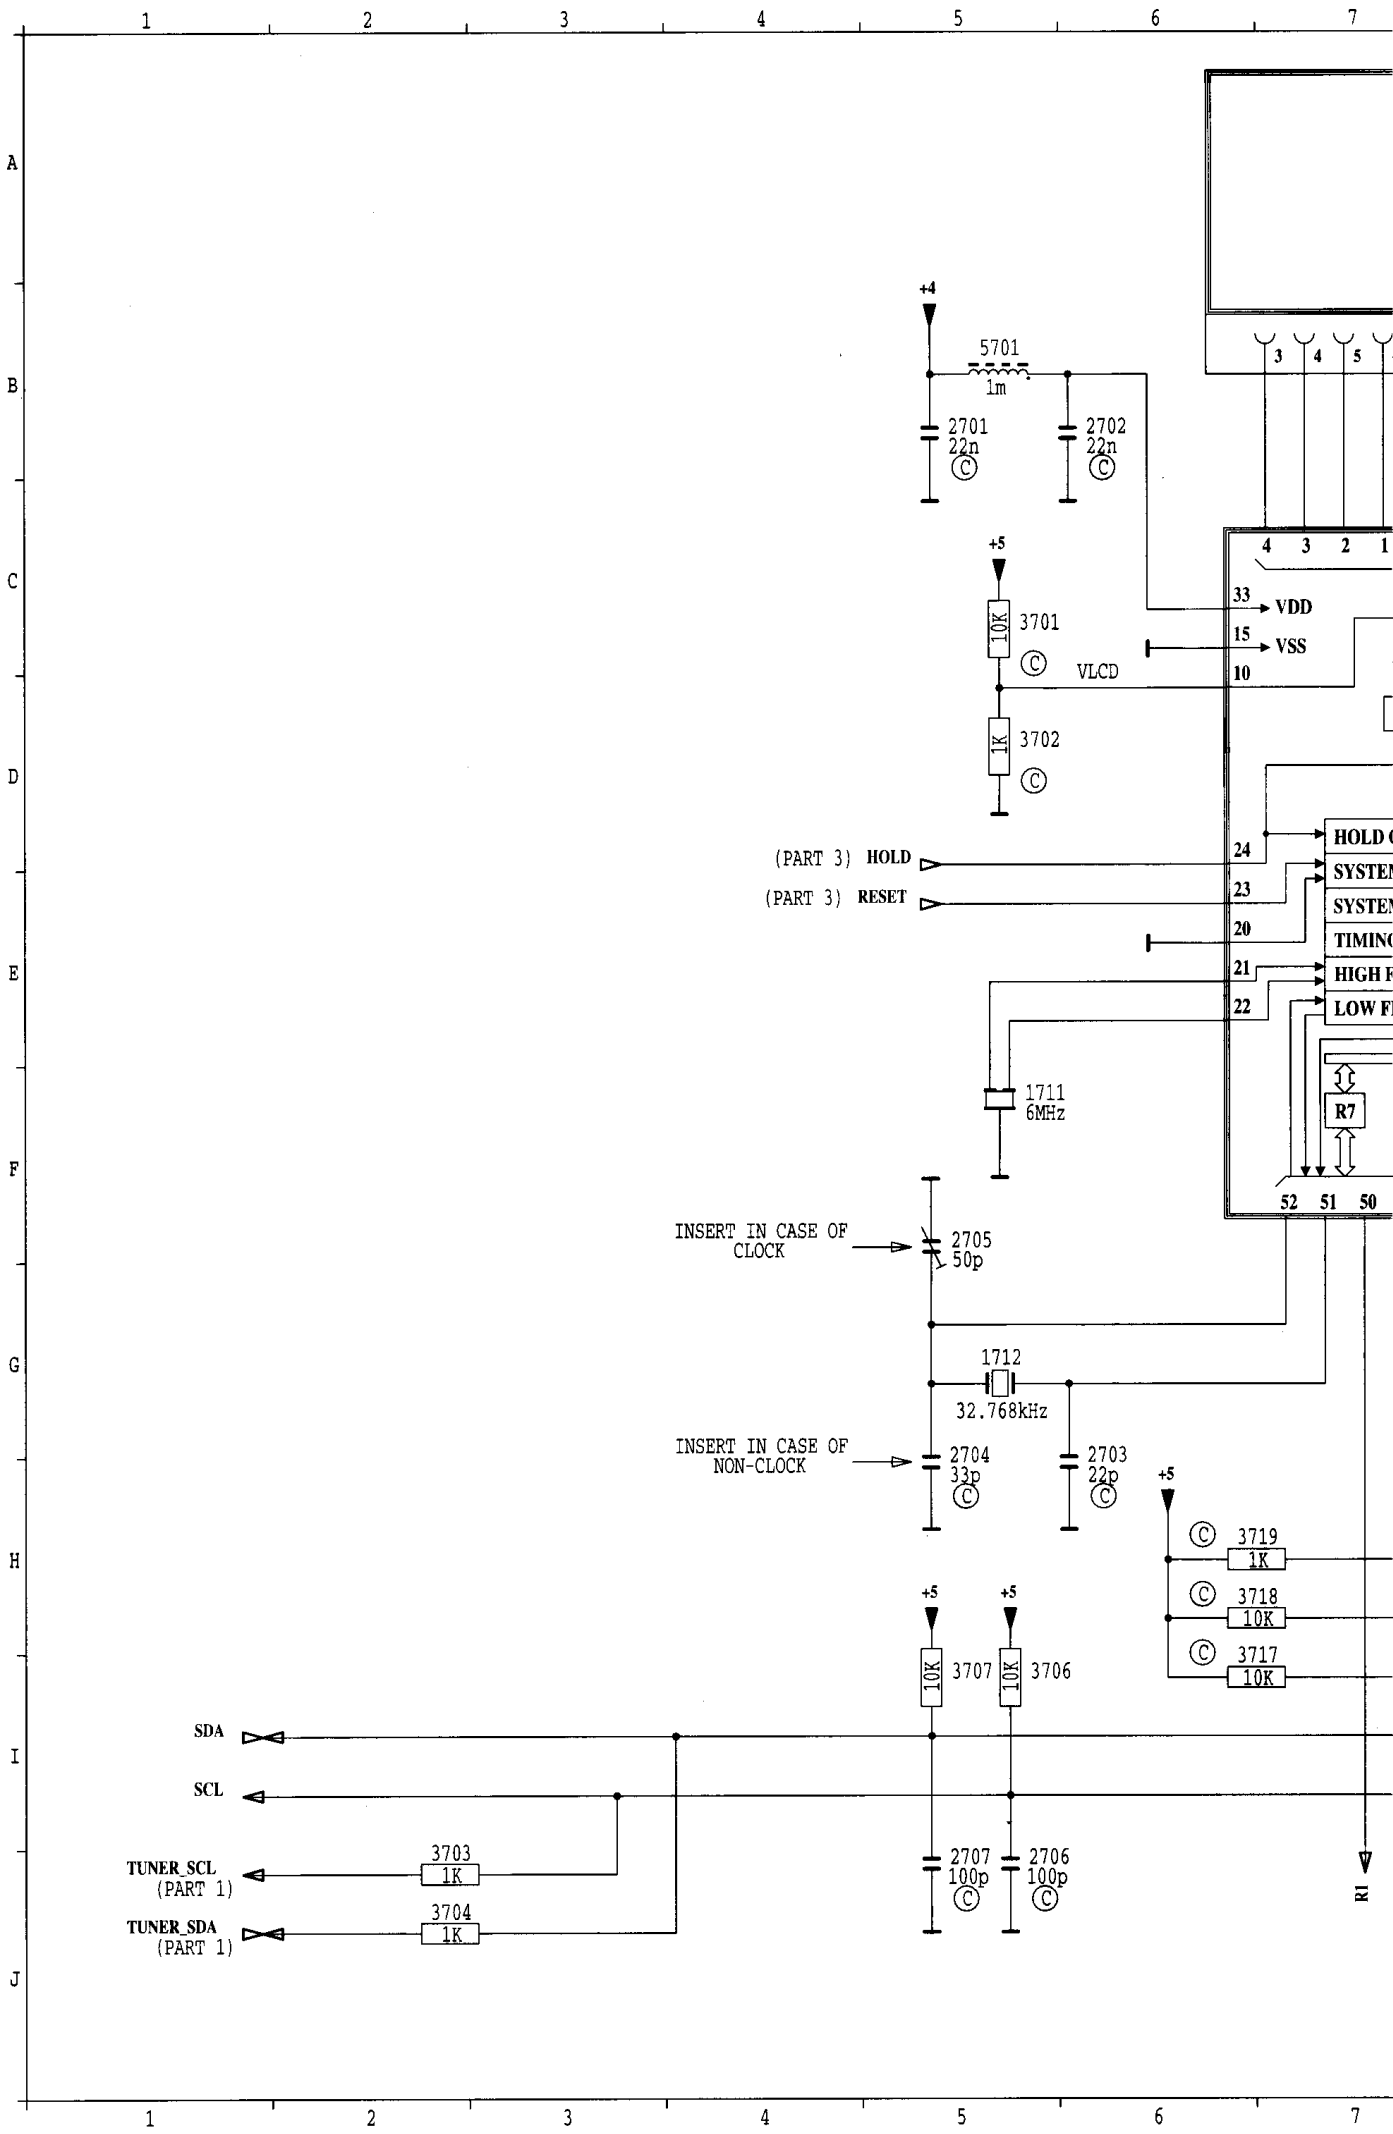 1 2 3 4 5 6 7
A
+4
5701
1m
3 4 5
B
2701
22n
C
2702
22n
C
+5
4 3 2 1
C
10K 3701
C
33 VDD
15 VSS
VLCD 10
1K 3702
C
D
(PART 3) HOLD 24
HOLD
(PART 3) RESET 23
20
21
22
E
1711
6MHz
R7
F
52 51 50
INSERT IN CASE OF
CLOCK
2705
50p
G
1712
32.768kHz
INSERT IN CASE OF
NON-CLOCK
2704
33p
C
2703
22p
C
+5
C 3719
1K
H
+5 +5
C 3718
10K
C 3717
10K
10K 3707
10K 3706
SDA
I
SCL
TUNER_SCL
(PART 1)
3703
1K
2707
100p
C
2706
100p
C
R1
TUNER_SDA
(PART 1)
3704
1K
J
1 2 3 4 5 6 7